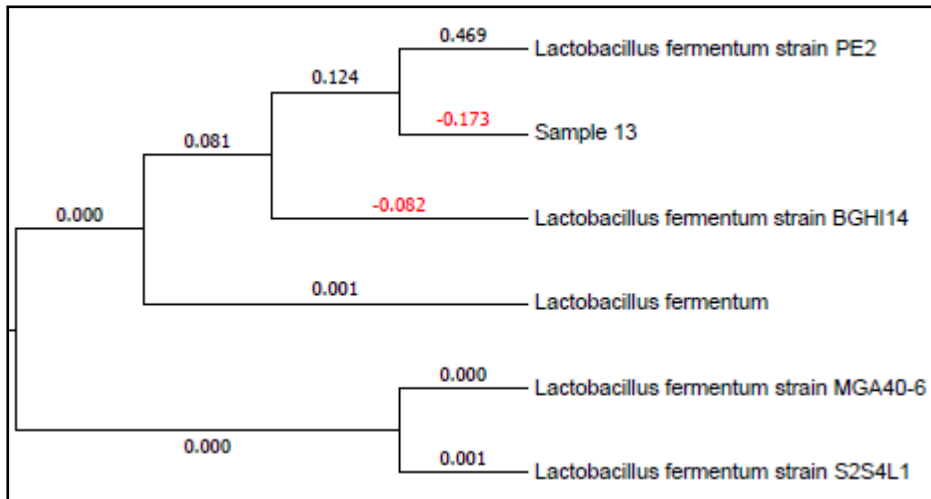 0.469
Lactobacillus fermentum strain PE2
0.124
-0.173
Sample 13
0.081
-0.082
Lactobacillus fermentum strain BGHI14
0.000
0.001
Lactobacillus fermentum
0.000
Lactobacillus fermentum strain MGA40-6
0.000
0.001
Lactobacillus fermentum strain S2S4L1